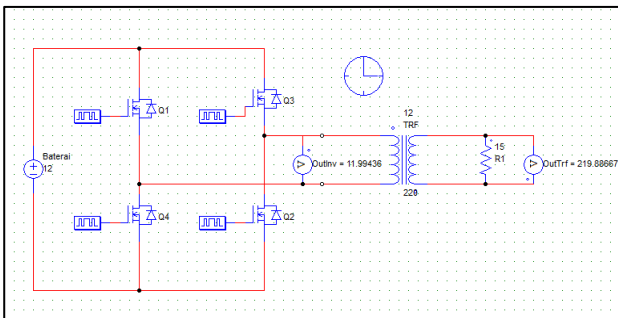 Q1
Q3
12
TRF
Baterai
12
OutInv = 11.99436
15
R1
OutTrf = 219.88667
220
Q4
Q2